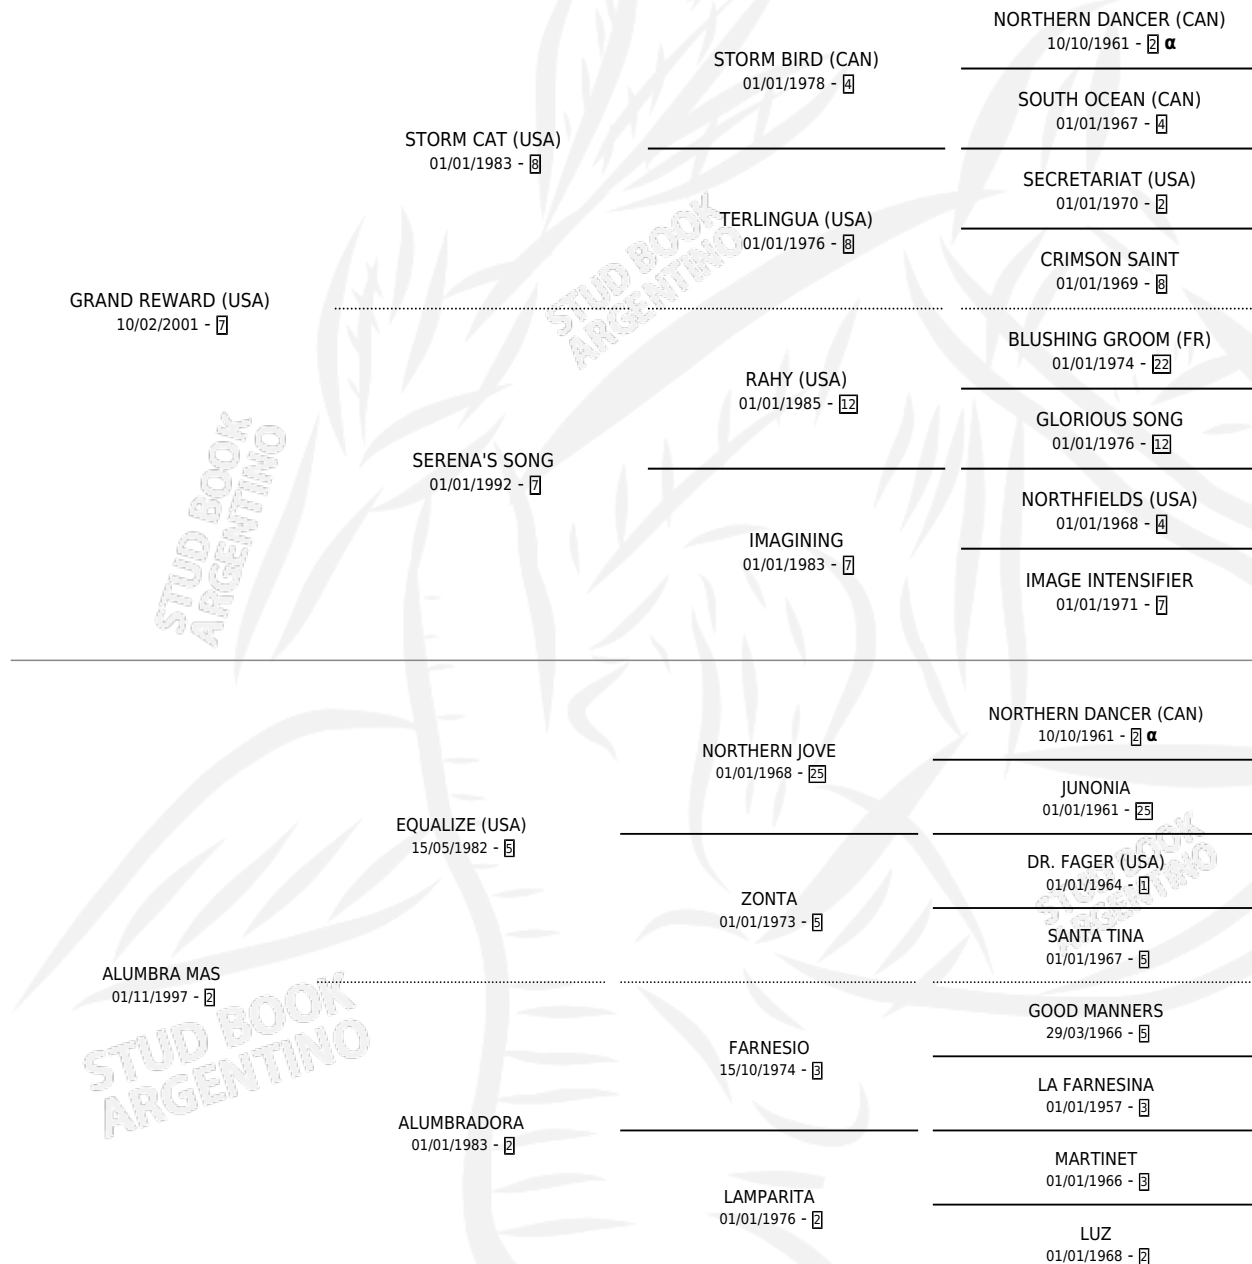 NORTHERN DANCER (CAN)
10/10/1961 - 2 α
STORM BIRD (CAN)
01/01/1978 - 4
SOUTH OCEAN (CAN)
01/01/1967 - 4
STORM CAT (USA)
01/01/1983 - 8
SECRETARIAT (USA)
01/01/1970 - 2
TERLINGUA (USA)
01/01/1976 - 8
CRIMSON SAINT
01/01/1969 - 8
GRAND REWARD (USA)
10/02/2001 - 7
BLUSHING GROOM (FR)
01/01/1974 - 22
RAHY (USA)
01/01/1985 - 12
GLORIOUS SONG
01/01/1976 - 12
SERENA'S SONG
01/01/1992 - 7
NORTHFIELDS (USA)
01/01/1968 - 4
IMAGINING
01/01/1983 - 7
IMAGE INTENSIFIER
01/01/1971 - 7
NORTHERN DANCER (CAN)
10/10/1961 - 2 α
NORTHERN JOVE
01/01/1968 - 25
JUNONIA
01/01/1961 - 25
EQUALIZE (USA)
15/05/1982 - 5
DR. FAGER (USA)
01/01/1964 - 1
ZONTA
01/01/1973 - 5
SANTA TINA
01/01/1967 - 5
ALUMBRA MAS
01/11/1997 - 2
GOOD MANNERS
29/03/1966 - 5
FARNESIO
15/10/1974 - 3
LA FARNESINA
01/01/1957 - 3
ALUMBRADORA
01/01/1983 - 2
MARTINET
01/01/1966 - 3
LAMPARITA
01/01/1976 - 2
LUZ
01/01/1968 - 2
STUD BOOK
ARGENTINO
STUD BOOK
ARGENTINO
STUD BOOK
ARGENTINO
STUD BOOK
ARGENTINO